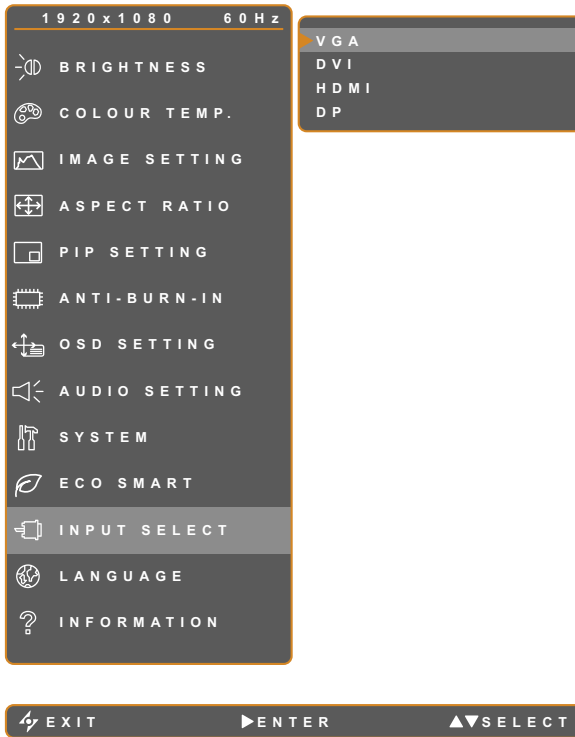 1920x1080 60Hz
BRIGHTNESS
COLOUR TEMP.
IMAGE SETTING
ASPECT RATIO
PIP SETTING
ANTI-BURN-IN
OSD SETTING
AUDIO SETTING
SYSTEM
ECO SMART
INPUT SELECT
LANGUAGE
INFORMATION
VGA
DVI
HDMI
DP
EXIT ▶ENTER ▲▼SELECT